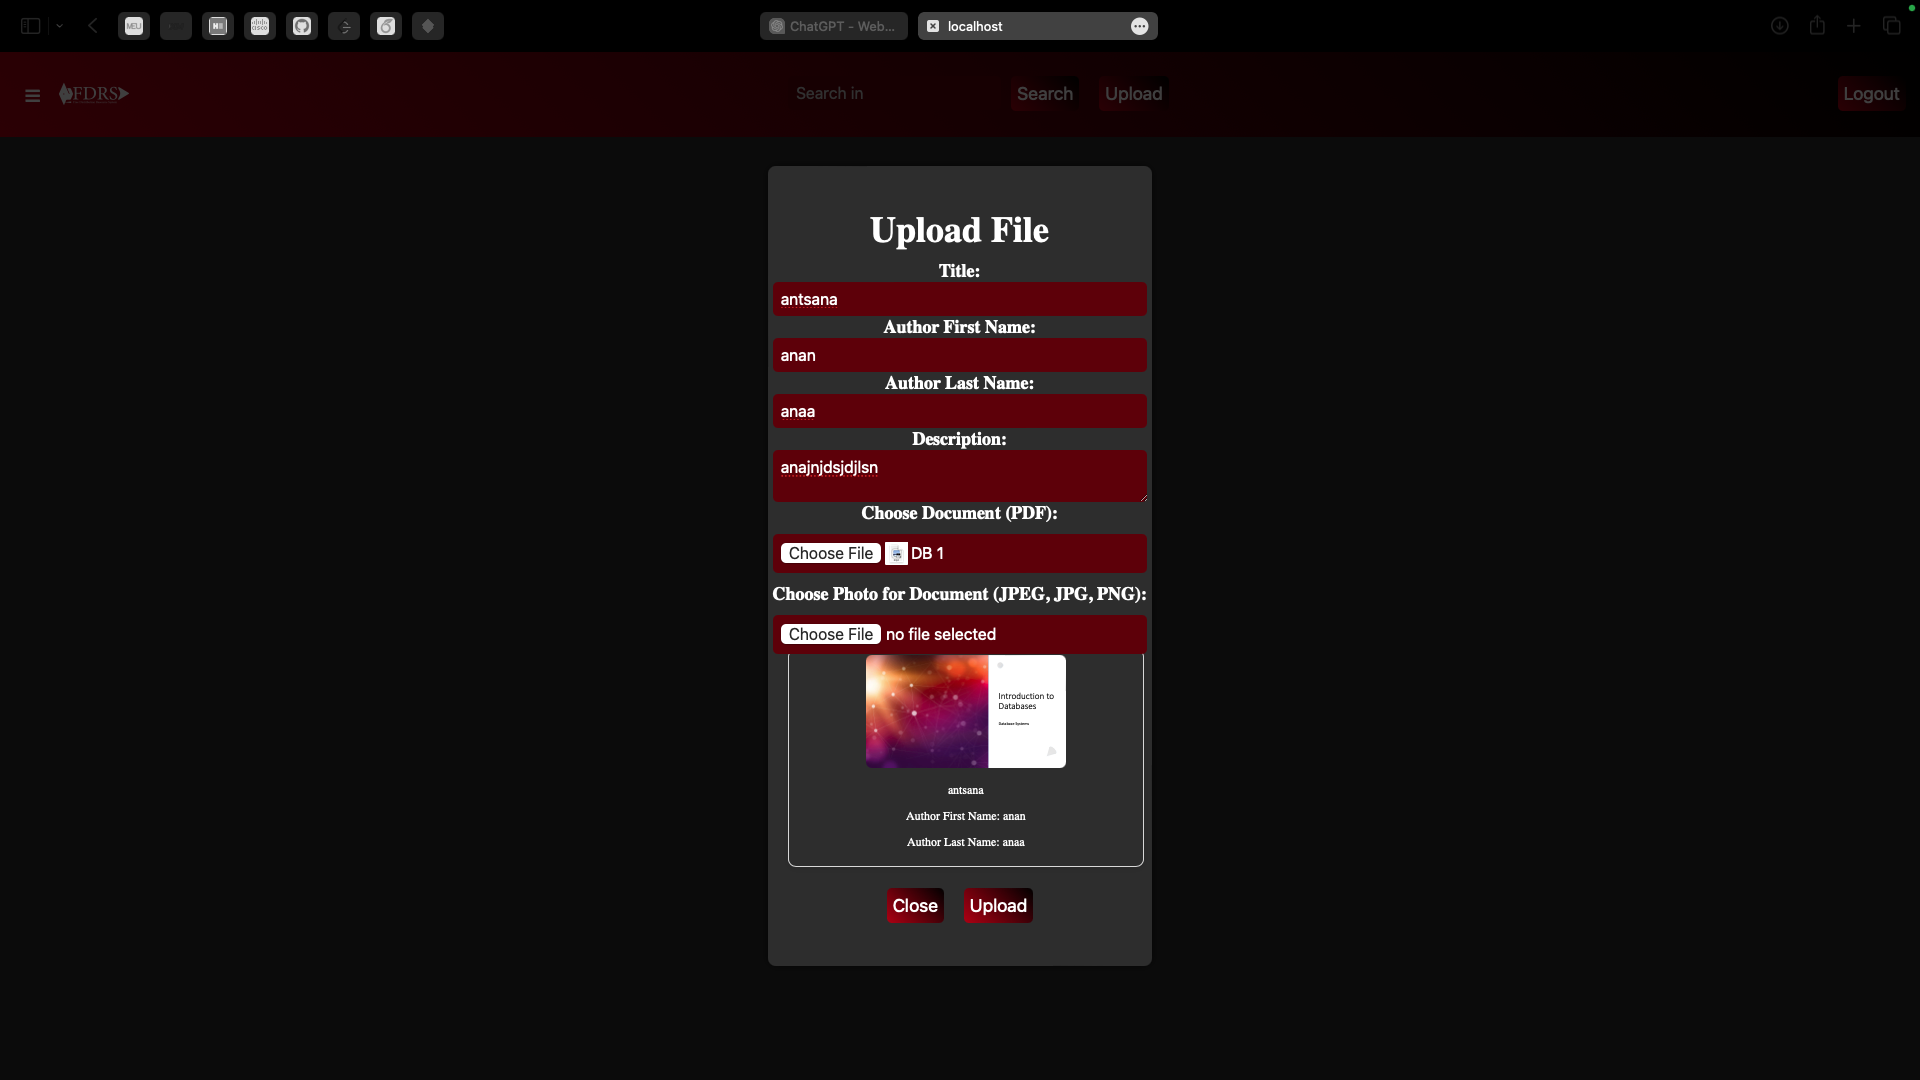 ChatGPT - Web...
localhost
FDRS
Search in
Search
Upload
Logout
Upload File
Title:
antsana
Author First Name:
anan
Author Last Name:
anaa
Description:
anajnjdsjdjlsn
Choose Document (PDF):
Choose File DB 1
Choose Photo for Document (JPEG, JPG, PNG):
Choose File no file selected
Introduction to
Databases
Database Systems
antsana
Author First Name: anan
Author Last Name: anaa
Close
Upload